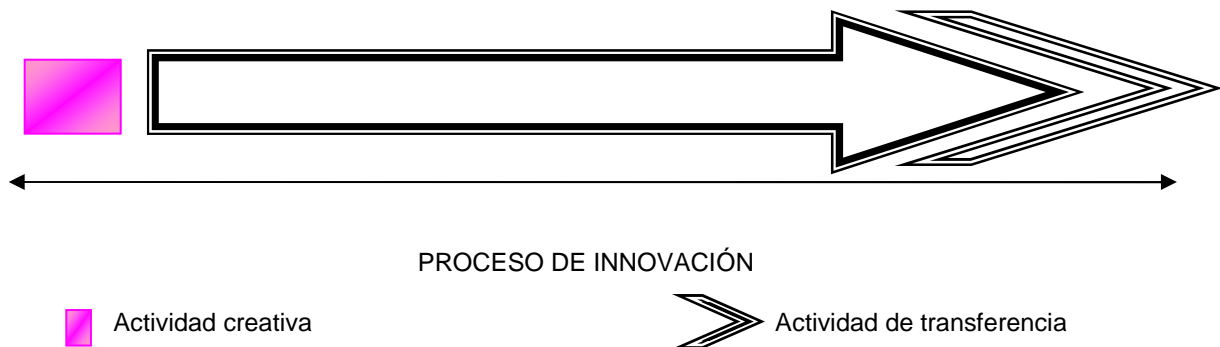 PROCESO DE INNOVACIÓN
Actividad creativa
Actividad de transferencia